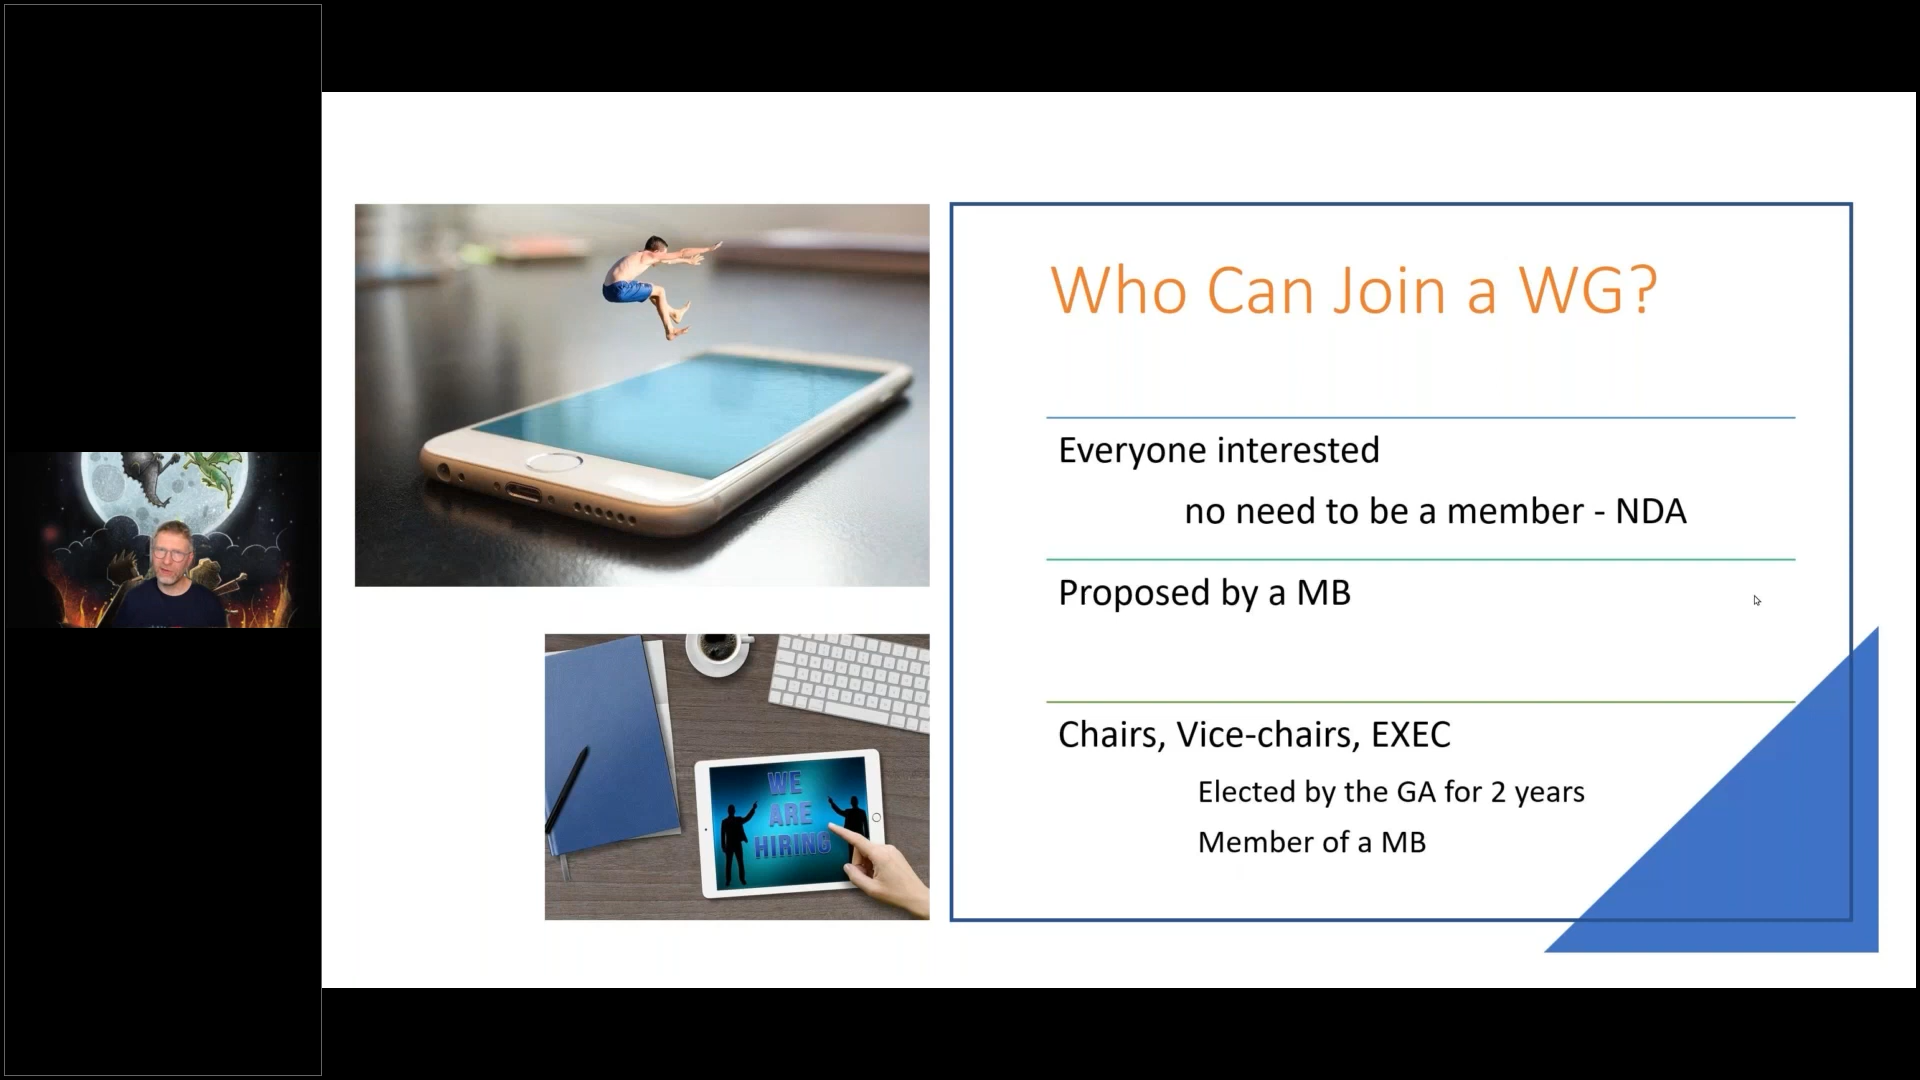 Who Can Join a WG?
Everyone interested
no need to be a member - NDA
Proposed by a MB
Chairs, Vice-chairs, EXEC
Elected by the GA for 2 years
Member of a MB
WE
ARE
HIRING